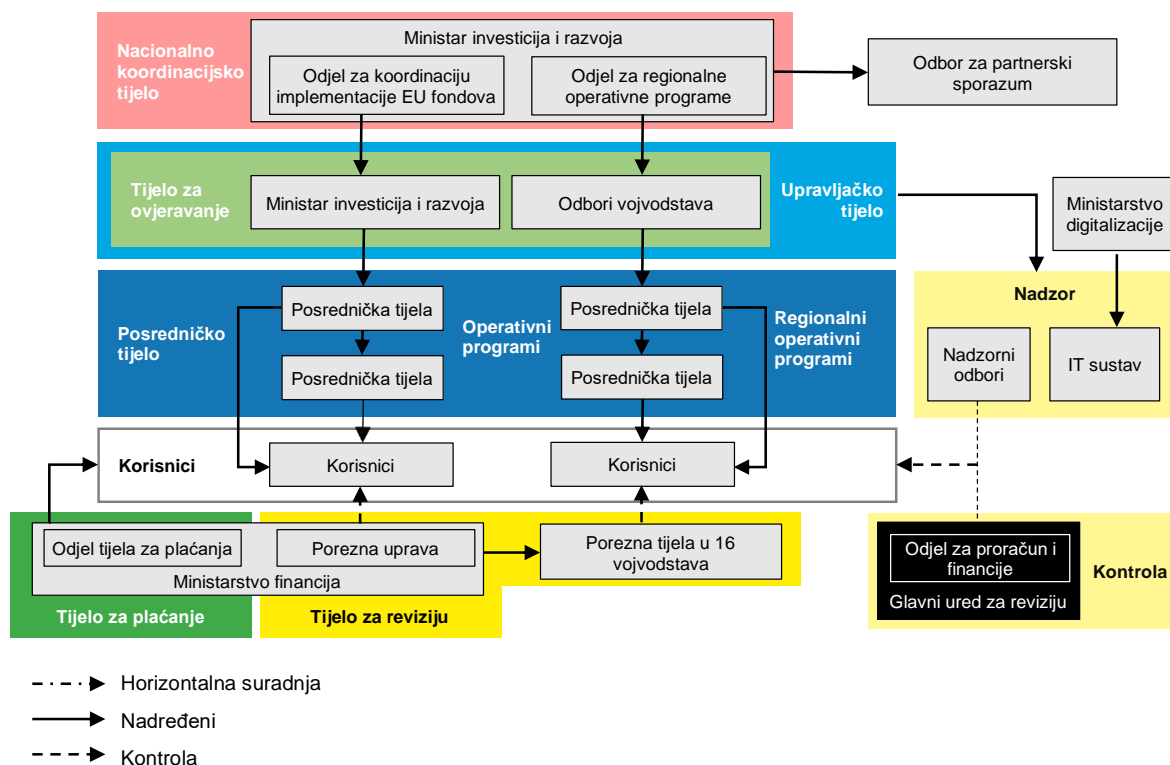 Nacionalno
koordinacijsko
tijelo
Ministar investicija i razvoja
Odjel za koordinaciju
implementacije EU fondova
Odjel za regionalne
operativne programe
Odbor za partnerski
sporazum
Tijelo za
ovjeravanje
Ministar investicija i razvoja
Odbori vojvodstava
Upravljačko
tijelo
Ministarstvo
digitalizacije
Posredničko
tijelo
Posrednička tijela
Posrednička tijela
Operativni
programi
Posrednička tijela
Posrednička tijela
Regionalni
operativni
programi
Nadzor
Nadzorni
odbori
IT sustav
Korisnici
Korisnici
Korisnici
Odjel tijela za plaćanja
Porezna uprava
Ministarstvo financija
Porezna tijela u 16
vojvodstava
Tijelo za plaćanje
Tijelo za reviziju
Odjel za proračun i
financije
Glavni ured za reviziju
Kontrola
Horizontalna suradnja
Nadređeni
Kontrola